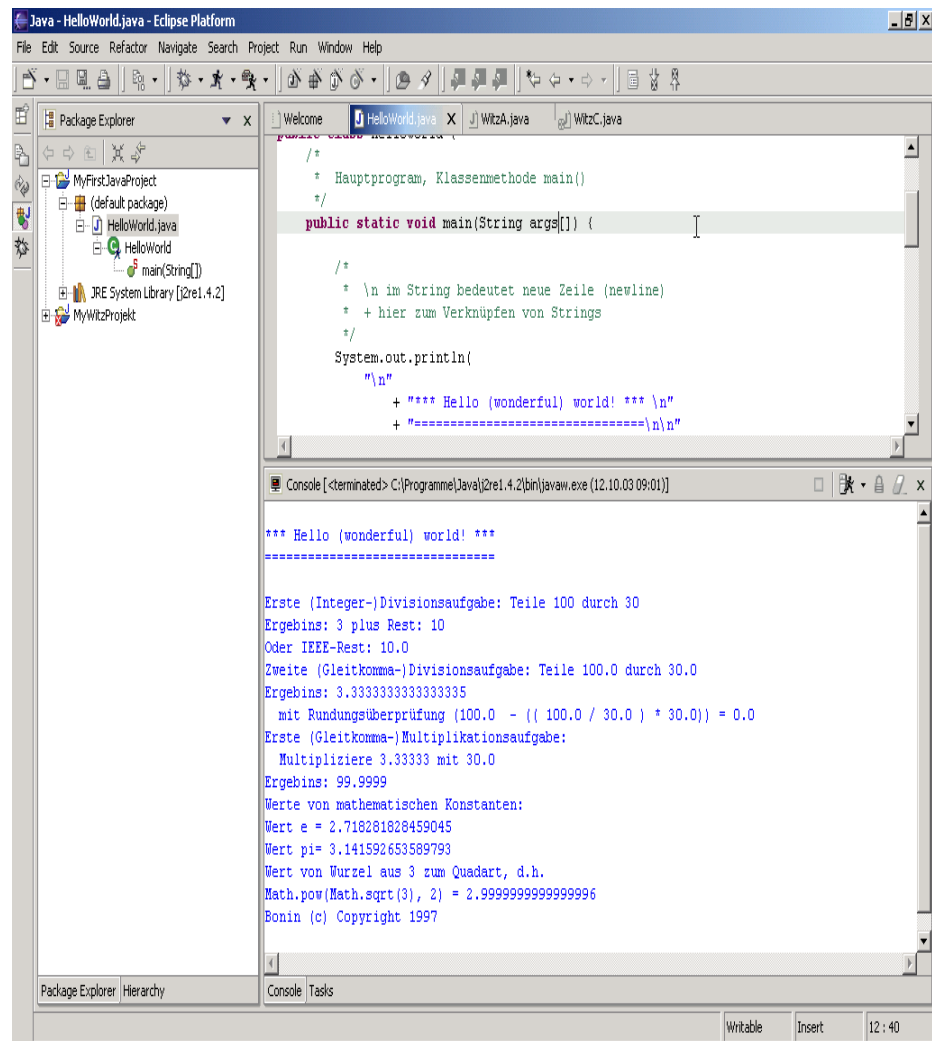 Java - HelloWorld.java - Eclipse Platform
File Edit Source Refactor Navigate Search Project Run Window Help
Package Explorer
MyFirstJavaProject
(default package)
HelloWorld.java
HelloWorld
main(String[])
JRE System Library [j2re1.4.2]
MyWitzProjekt
Package Explorer Hierarchy
Welcome HelloWorld.java X WitzA.java WitzC.java
public class HelloWorld {
/*
* Hauptprogram, Klassenmethode main()
*/
public static void main(String args[]) {
/*
* \n im String bedeutet neue Zeile (newline)
* + hier zum Verknüpfen von Strings
*/
System.out.println(
"\n"
+ "*** Hello (wonderful) world! *** \n"
+ "================================\n\n"
Console [<terminated> C:\Programme\Java\j2re1.4.2\bin\javaw.exe (12.10.03 09:01)]
*** Hello (wonderful) world! ***
================================
Erste (Integer-)Divisionsaufgabe: Teile 100 durch 30
Ergebins: 3 plus Rest: 10
Oder IEEE-Rest: 10.0
Zweite (Gleitkomma-)Divisionsaufgabe: Teile 100.0 durch 30.0
Ergebins: 3.3333333333333335
mit Rundungsüberprüfung (100.0  - (( 100.0 / 30.0 ) * 30.0)) = 0.0
Erste (Gleitkomma-)Multiplikationsaufgabe:
Multipliziere 3.33333 mit 30.0
Ergebins: 99.9999
Werte von mathematischen Konstanten:
Wert e = 2.718281828459045
Wert pi= 3.141592653589793
Wert von Wurzel aus 3 zum Quadart, d.h.
Math.pow(Math.sqrt(3), 2) = 2.9999999999999996
Bonin (c) Copyright 1997
Console Tasks
Writable Insert 12 : 40